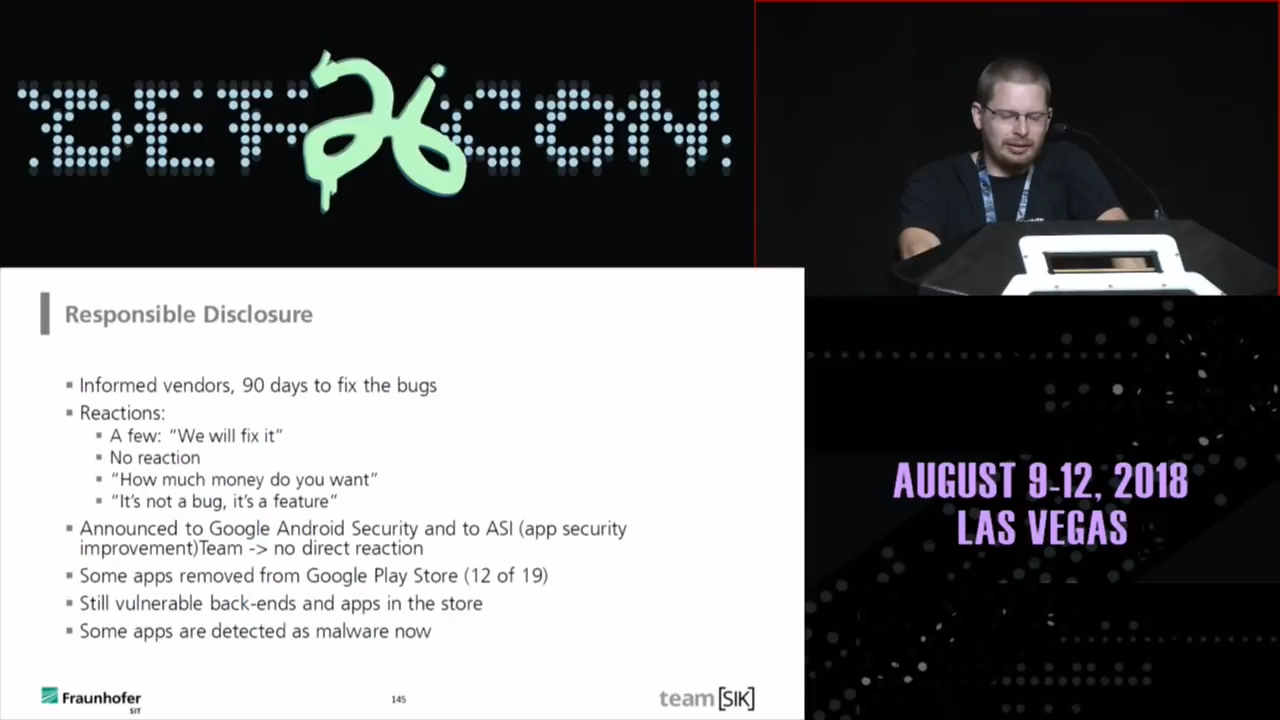 DEFCON
26
Responsible Disclosure
▪ Informed vendors, 90 days to fix the bugs
▪ Reactions:
▪ A few: “We will fix it”
▪ No reaction
▪ “How much money do you want”
▪ “It’s not a bug, it’s a feature”
▪ Announced to Google Android Security and to ASI (app security
improvement)Team -> no direct reaction
▪ Some apps removed from Google Play Store (12 of 19)
▪ Still vulnerable back-ends and apps in the store
▪ Some apps are detected as malware now
Fraunhofer
SIT
145
team[SIK]
AUGUST 9-12, 2018
LAS VEGAS